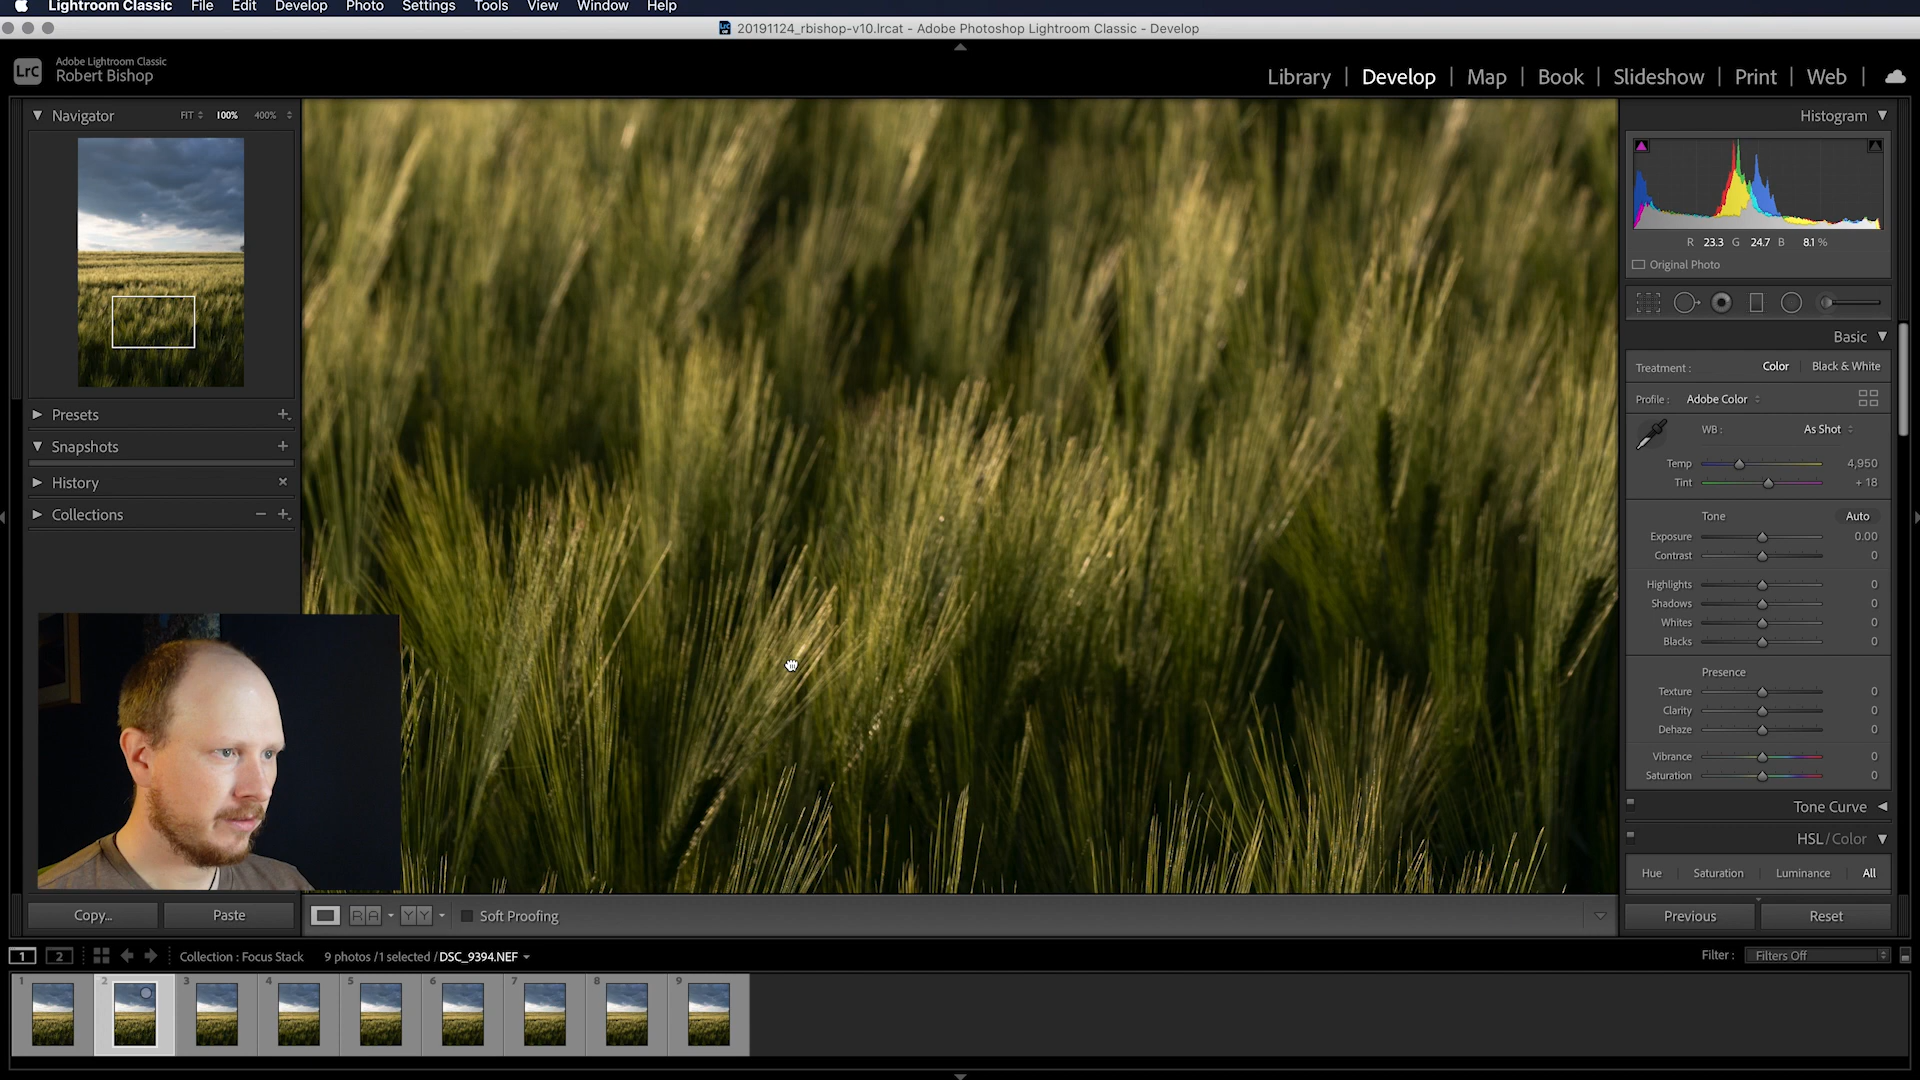 Lightroom Classic File Edit Develop Photo Settings Tools View Window Help
20191124_rbishop-v10.lrcat - Adobe Photoshop Lightroom Classic - Develop
LrC Adobe Lightroom Classic
Robert Bishop
Library | Develop | Map | Book | Slideshow | Print | Web
Navigator FIT 100% 400%
Presets
Snapshots
History
Collections
Copy... Paste
R A Y Y Soft Proofing
Histogram
R 23.3 G 24.7 B 8.1 %
Original Photo
Basic
Treatment : Color Black & White
Profile : Adobe Color
WB : As Shot
Temp 4,950
Tint + 18
Tone Auto
Exposure 0.00
Contrast 0
Highlights 0
Shadows 0
Whites 0
Blacks 0
Presence
Texture 0
Clarity 0
Dehaze 0
Vibrance 0
Saturation 0
Tone Curve
HSL / Color
Hue Saturation Luminance All
Previous Reset
1 2 Collection : Focus Stack 9 photos / 1 selected / DSC_9394.NEF Filter : Filters Off
1 2 3 4 5 6 7 8 9